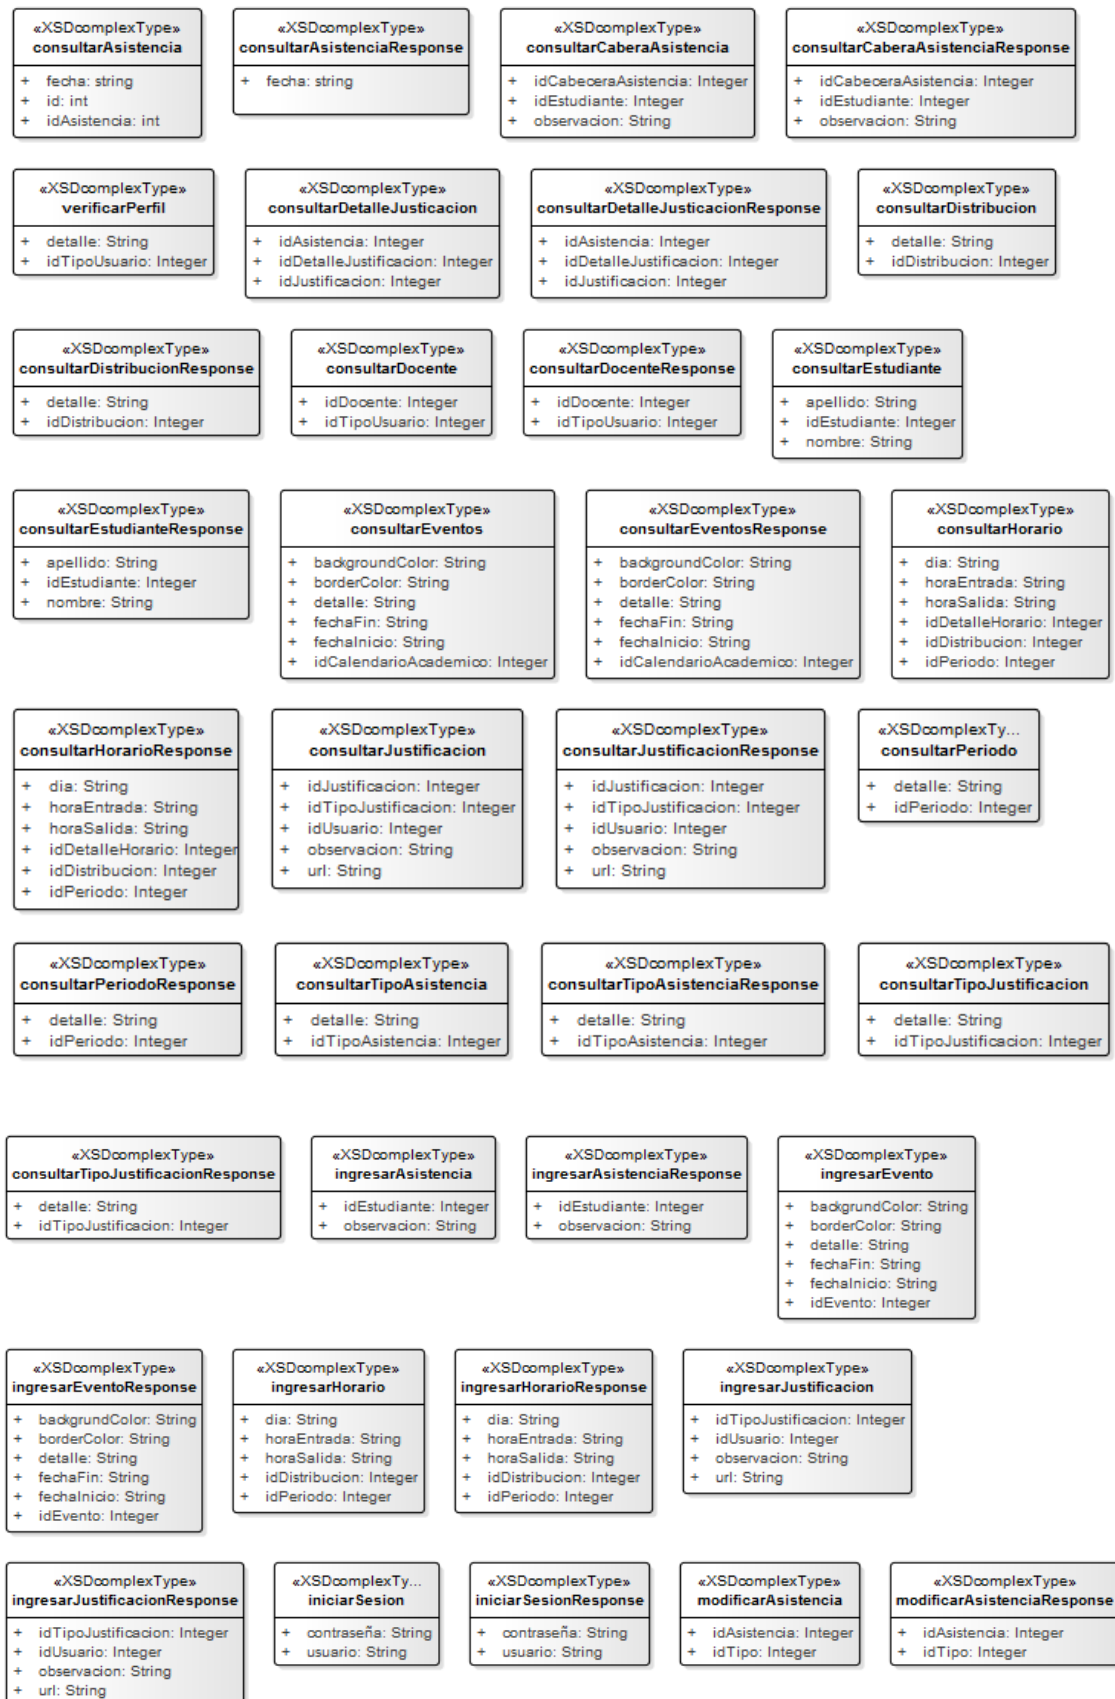 «XSDcomplexType»
consultarAsistencia
+ fecha: string
+ id: int
+ idAsistencia: int
«XSDcomplexType»
consultarAsistenciaResponse
+ fecha: string
«XSDcomplexType»
consultarCaberaAsistencia
+ idCabeceraAsistencia: Integer
+ idEstudiante: Integer
+ observacion: String
«XSDcomplexType»
consultarCaberaAsistenciaResponse
+ idCabeceraAsistencia: Integer
+ idEstudiante: Integer
+ observacion: String
«XSDcomplexType»
verificarPerfil
+ detalle: String
+ idTipoUsuario: Integer
«XSDcomplexType»
consultarDetalleJusticacion
+ idAsistencia: Integer
+ idDetalleJustificacion: Integer
+ idJustificacion: Integer
«XSDcomplexType»
consultarDetalleJusticacionResponse
+ idAsistencia: Integer
+ idDetalleJustificacion: Integer
+ idJustificacion: Integer
«XSDcomplexType»
consultarDistribucion
+ detalle: String
+ idDistribucion: Integer
«XSDcomplexType»
consultarDistribucionResponse
+ detalle: String
+ idDistribucion: Integer
«XSDcomplexType»
consultarDocente
+ idDocente: Integer
+ idTipoUsuario: Integer
«XSDcomplexType»
consultarDocenteResponse
+ idDocente: Integer
+ idTipoUsuario: Integer
«XSDcomplexType»
consultarEstudiante
+ apellido: String
+ idEstudiante: Integer
+ nombre: String
«XSDcomplexType»
consultarEstudianteResponse
+ apellido: String
+ idEstudiante: Integer
+ nombre: String
«XSDcomplexType»
consultarEventos
+ backgroundColor: String
+ borderColor: String
+ detalle: String
+ fechaFin: String
+ fechaInicio: String
+ idCalendarioAcademico: Integer
«XSDcomplexType»
consultarEventosResponse
+ backgroundColor: String
+ borderColor: String
+ detalle: String
+ fechaFin: String
+ fechaInicio: String
+ idCalendarioAcademico: Integer
«XSDcomplexType»
consultarHorario
+ dia: String
+ horaEntrada: String
+ horaSalida: String
+ idDetalleHorario: Integer
+ idDistribucion: Integer
+ idPeriodo: Integer
«XSDcomplexType»
consultarHorarioResponse
+ dia: String
+ horaEntrada: String
+ horaSalida: String
+ idDetalleHorario: Integer
+ idDistribucion: Integer
+ idPeriodo: Integer
«XSDcomplexType»
consultarJustificacion
+ idJustificacion: Integer
+ idTipoJustificacion: Integer
+ idUsuario: Integer
+ observacion: String
+ url: String
«XSDcomplexType»
consultarJustificacionResponse
+ idJustificacion: Integer
+ idTipoJustificacion: Integer
+ idUsuario: Integer
+ observacion: String
+ url: String
«XSDcomplexTy...
consultarPeriodo
+ detalle: String
+ idPeriodo: Integer
«XSDcomplexType»
consultarPeriodoResponse
+ detalle: String
+ idPeriodo: Integer
«XSDcomplexType»
consultarTipoAsistencia
+ detalle: String
+ idTipoAsistencia: Integer
«XSDcomplexType»
consultarTipoAsistenciaResponse
+ detalle: String
+ idTipoAsistencia: Integer
«XSDcomplexType»
consultarTipoJustificacion
+ detalle: String
+ idTipoJustificacion: Integer
«XSDcomplexType»
consultarTipoJustificacionResponse
+ detalle: String
+ idTipoJustificacion: Integer
«XSDcomplexType»
ingresarAsistencia
+ idEstudiante: Integer
+ observacion: String
«XSDcomplexType»
ingresarAsistenciaResponse
+ idEstudiante: Integer
+ observacion: String
«XSDcomplexType»
ingresarEvento
+ backgrundColor: String
+ borderColor: String
+ detalle: String
+ fechaFin: String
+ fechaInicio: String
+ idEvento: Integer
«XSDcomplexType»
ingresarEventoResponse
+ backgrundColor: String
+ borderColor: String
+ detalle: String
+ fechaFin: String
+ fechaInicio: String
+ idEvento: Integer
«XSDcomplexType»
ingresarHorario
+ dia: String
+ horaEntrada: String
+ horaSalida: String
+ idDistribucion: Integer
+ idPeriodo: Integer
«XSDcomplexType»
ingresarHorarioResponse
+ dia: String
+ horaEntrada: String
+ horaSalida: String
+ idDistribucion: Integer
+ idPeriodo: Integer
«XSDcomplexType»
ingresarJustificacion
+ idTipoJustificacion: Integer
+ idUsuario: Integer
+ observacion: String
+ url: String
«XSDcomplexType»
ingresarJustificacionResponse
+ idTipoJustificacion: Integer
+ idUsuario: Integer
+ observacion: String
+ url: String
«XSDcomplexTy...
iniciarSesion
+ contraseña: String
+ usuario: String
«XSDcomplexType»
iniciarSesionResponse
+ contraseña: String
+ usuario: String
«XSDcomplexType»
modificarAsistencia
+ idAsistencia: Integer
+ idTipo: Integer
«XSDcomplexType»
modificarAsistenciaResponse
+ idAsistencia: Integer
+ idTipo: Integer